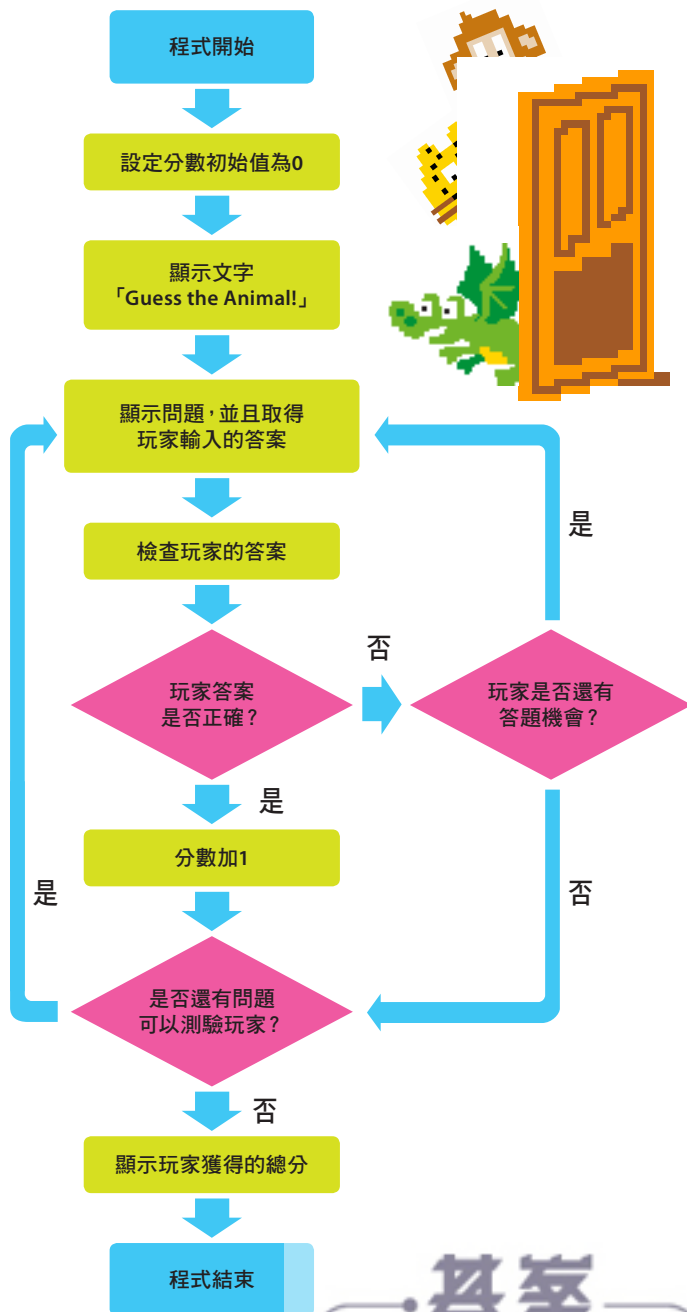 程式開始
設定分數初始值為0
顯示文字
「Guess the Animal!」
顯示問題，並且取得
玩家輸入的答案
是
檢查玩家的答案
否
玩家答案
是否正確？
玩家是否還有
答題機會？
是
分數加1
是
否
是否還有問題
可以測驗玩家？
否
顯示玩家獲得的總分
程式結束